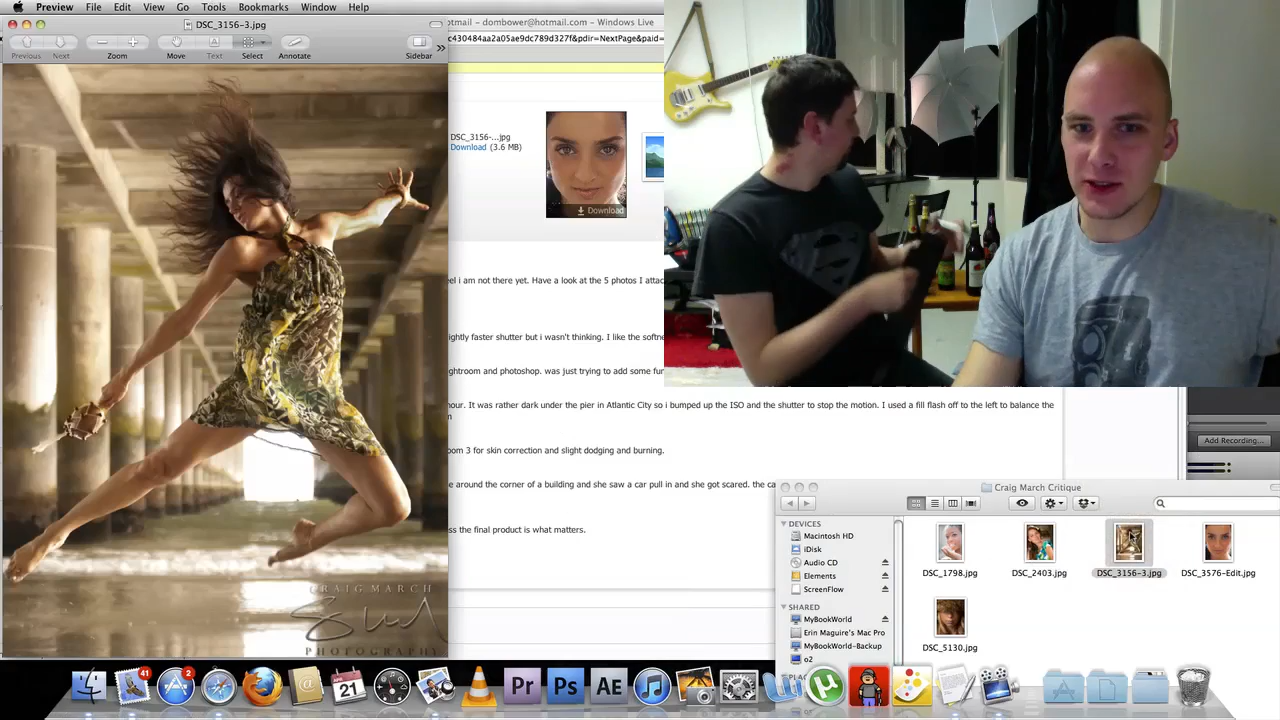 Preview File Edit View Go Tools Bookmarks Window Help
DSC_3156-3.jpg
Previous Next Zoom Move Text Select Annotate Sidebar
otmail – dombower@hotmail.com – Windows Live
c430484aa2a05ae9dc789d327f&pdir=NextPage&paid=
DSC_3156-...jpg
Download (3.6 MB)
Download
eel i am not there yet. Have a look at the 5 photos I attac
ightly faster shutter but i wasn't thinking. I like the softne
ightroom and photoshop. was just trying to add some fur
hour. It was rather dark under the pier in Atlantic City so i bumped up the ISO and the shutter to stop the motion. I used a fill flash off to the left to balance the
m
oom 3 for skin correction and slight dodging and burning.
e around the corner of a building and she saw a car pull in and she got scared. the ca
ss the final product is what matters.
CRAIG MARCH
PHOTOGRAPHY
Add Recording...
Craig March Critique
DEVICES
Macintosh HD
iDisk
Audio CD
Elements
ScreenFlow
SHARED
MyBookWorld
Erin Maguire's Mac Pro
MyBookWorld-Backup
o2
PLAC
DSC_1798.jpg DSC_2403.jpg DSC_3156-3.jpg DSC_3576-Edit.jpg
DSC_5130.jpg
41
2
APR
21
Pr
Ps
AE